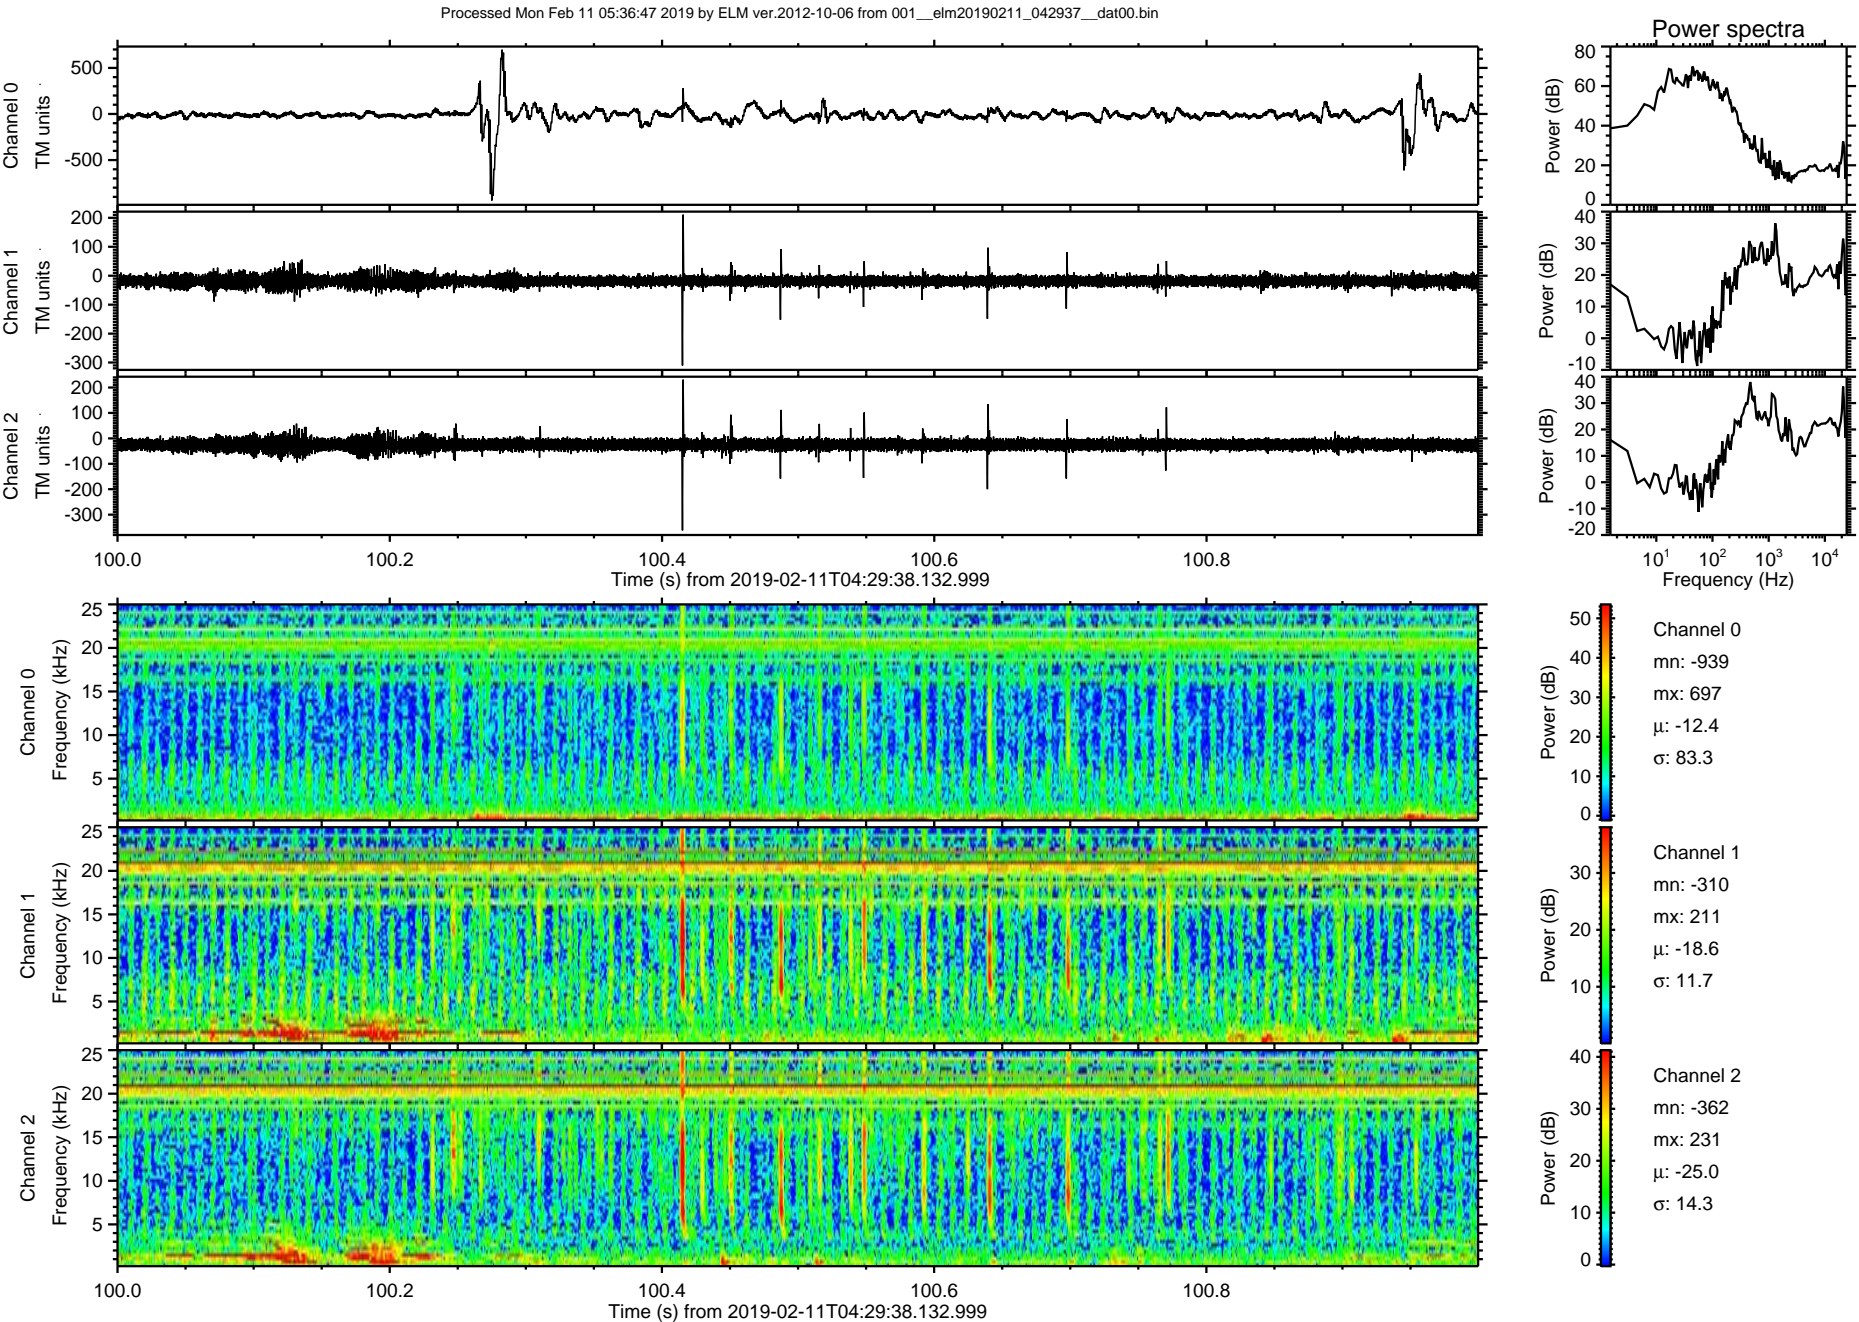 Processed Mon Feb 11 05:36:47 2019 by ELM ver.2012-10-06 from 001__elm20190211_042937__dat00.bin
Power spectra
Channel 0
TM units
500
0
-500
Power (dB)
80
60
40
20
0
Channel 1
TM units
200
100
0
-100
-200
-300
Power (dB)
40
30
20
10
0
-10
Channel 2
TM units
200
100
0
-100
-200
-300
Power (dB)
40
30
20
10
0
-10
-20
100.0 100.2 100.4 100.6 100.8
Time (s) from 2019-02-11T04:29:38.132.999
10¹ 10² 10³ 10⁴
Frequency (Hz)
Channel 0
Frequency (kHz)
25
20
15
10
5
Power (dB)
50
40
30
20
10
0
Channel 0
mn: -939
mx: 697
μ: -12.4
σ: 83.3
Channel 1
Frequency (kHz)
25
20
15
10
5
Power (dB)
30
20
10
Channel 1
mn: -310
mx: 211
μ: -18.6
σ: 11.7
Channel 2
Frequency (kHz)
25
20
15
10
5
Power (dB)
40
30
20
10
0
Channel 2
mn: -362
mx: 231
μ: -25.0
σ: 14.3
100.0 100.2 100.4 100.6 100.8
Time (s) from 2019-02-11T04:29:38.132.999